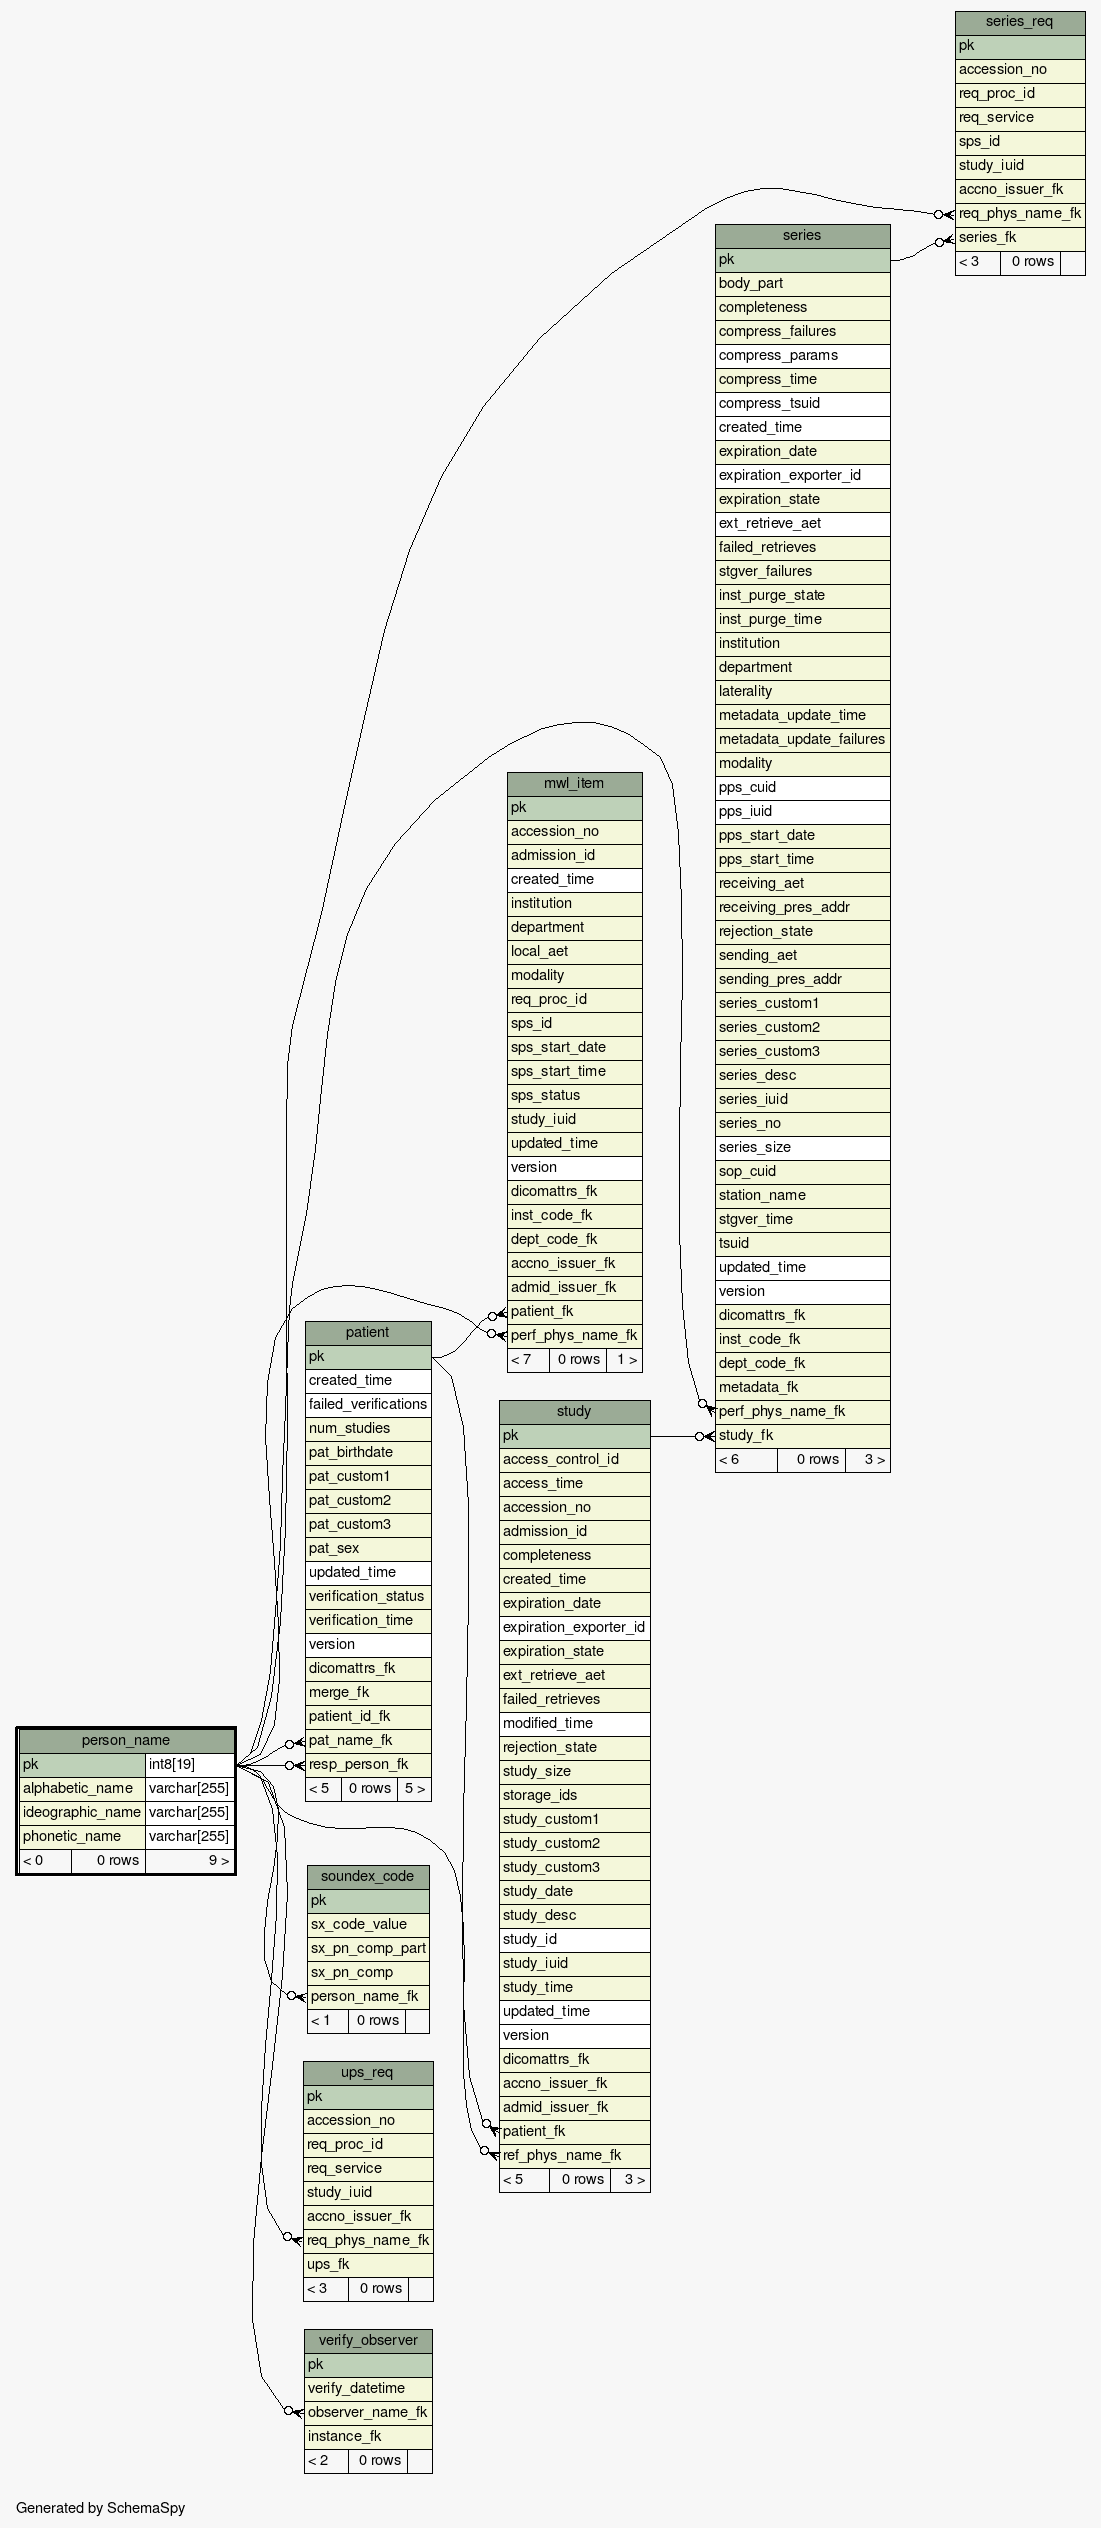 series_req
pk
accession_no
req_proc_id
req_service
sps_id
study_iuid
accno_issuer_fk
req_phys_name_fk
series_fk
< 3 0 rows
series
pk
body_part
completeness
compress_failures
compress_params
compress_time
compress_tsuid
created_time
expiration_date
expiration_exporter_id
expiration_state
ext_retrieve_aet
failed_retrieves
stgver_failures
inst_purge_state
inst_purge_time
institution
department
laterality
metadata_update_time
metadata_update_failures
modality
pps_cuid
pps_iuid
pps_start_date
pps_start_time
receiving_aet
receiving_pres_addr
rejection_state
sending_aet
sending_pres_addr
series_custom1
series_custom2
series_custom3
series_desc
series_iuid
series_no
series_size
sop_cuid
station_name
stgver_time
tsuid
updated_time
version
dicomattrs_fk
inst_code_fk
dept_code_fk
metadata_fk
perf_phys_name_fk
study_fk
< 6 0 rows 3 >
mwl_item
pk
accession_no
admission_id
created_time
institution
department
local_aet
modality
req_proc_id
sps_id
sps_start_date
sps_start_time
sps_status
study_iuid
updated_time
version
dicomattrs_fk
inst_code_fk
dept_code_fk
accno_issuer_fk
admid_issuer_fk
patient_fk
perf_phys_name_fk
< 7 0 rows 1 >
patient
pk
created_time
failed_verifications
num_studies
pat_birthdate
pat_custom1
pat_custom2
pat_custom3
pat_sex
updated_time
verification_status
verification_time
version
dicomattrs_fk
merge_fk
patient_id_fk
pat_name_fk
resp_person_fk
< 5 0 rows 5 >
study
pk
access_control_id
access_time
accession_no
admission_id
completeness
created_time
expiration_date
expiration_exporter_id
expiration_state
ext_retrieve_aet
failed_retrieves
modified_time
rejection_state
study_size
storage_ids
study_custom1
study_custom2
study_custom3
study_date
study_desc
study_id
study_iuid
study_time
updated_time
version
dicomattrs_fk
accno_issuer_fk
admid_issuer_fk
patient_fk
ref_phys_name_fk
< 5 0 rows 3 >
person_name
pk int8[19]
alphabetic_name varchar[255]
ideographic_name varchar[255]
phonetic_name varchar[255]
< 0 0 rows 9 >
soundex_code
pk
sx_code_value
sx_pn_comp_part
sx_pn_comp
person_name_fk
< 1 0 rows
ups_req
pk
accession_no
req_proc_id
req_service
study_iuid
accno_issuer_fk
req_phys_name_fk
ups_fk
< 3 0 rows
verify_observer
pk
verify_datetime
observer_name_fk
instance_fk
< 2 0 rows
Generated by SchemaSpy